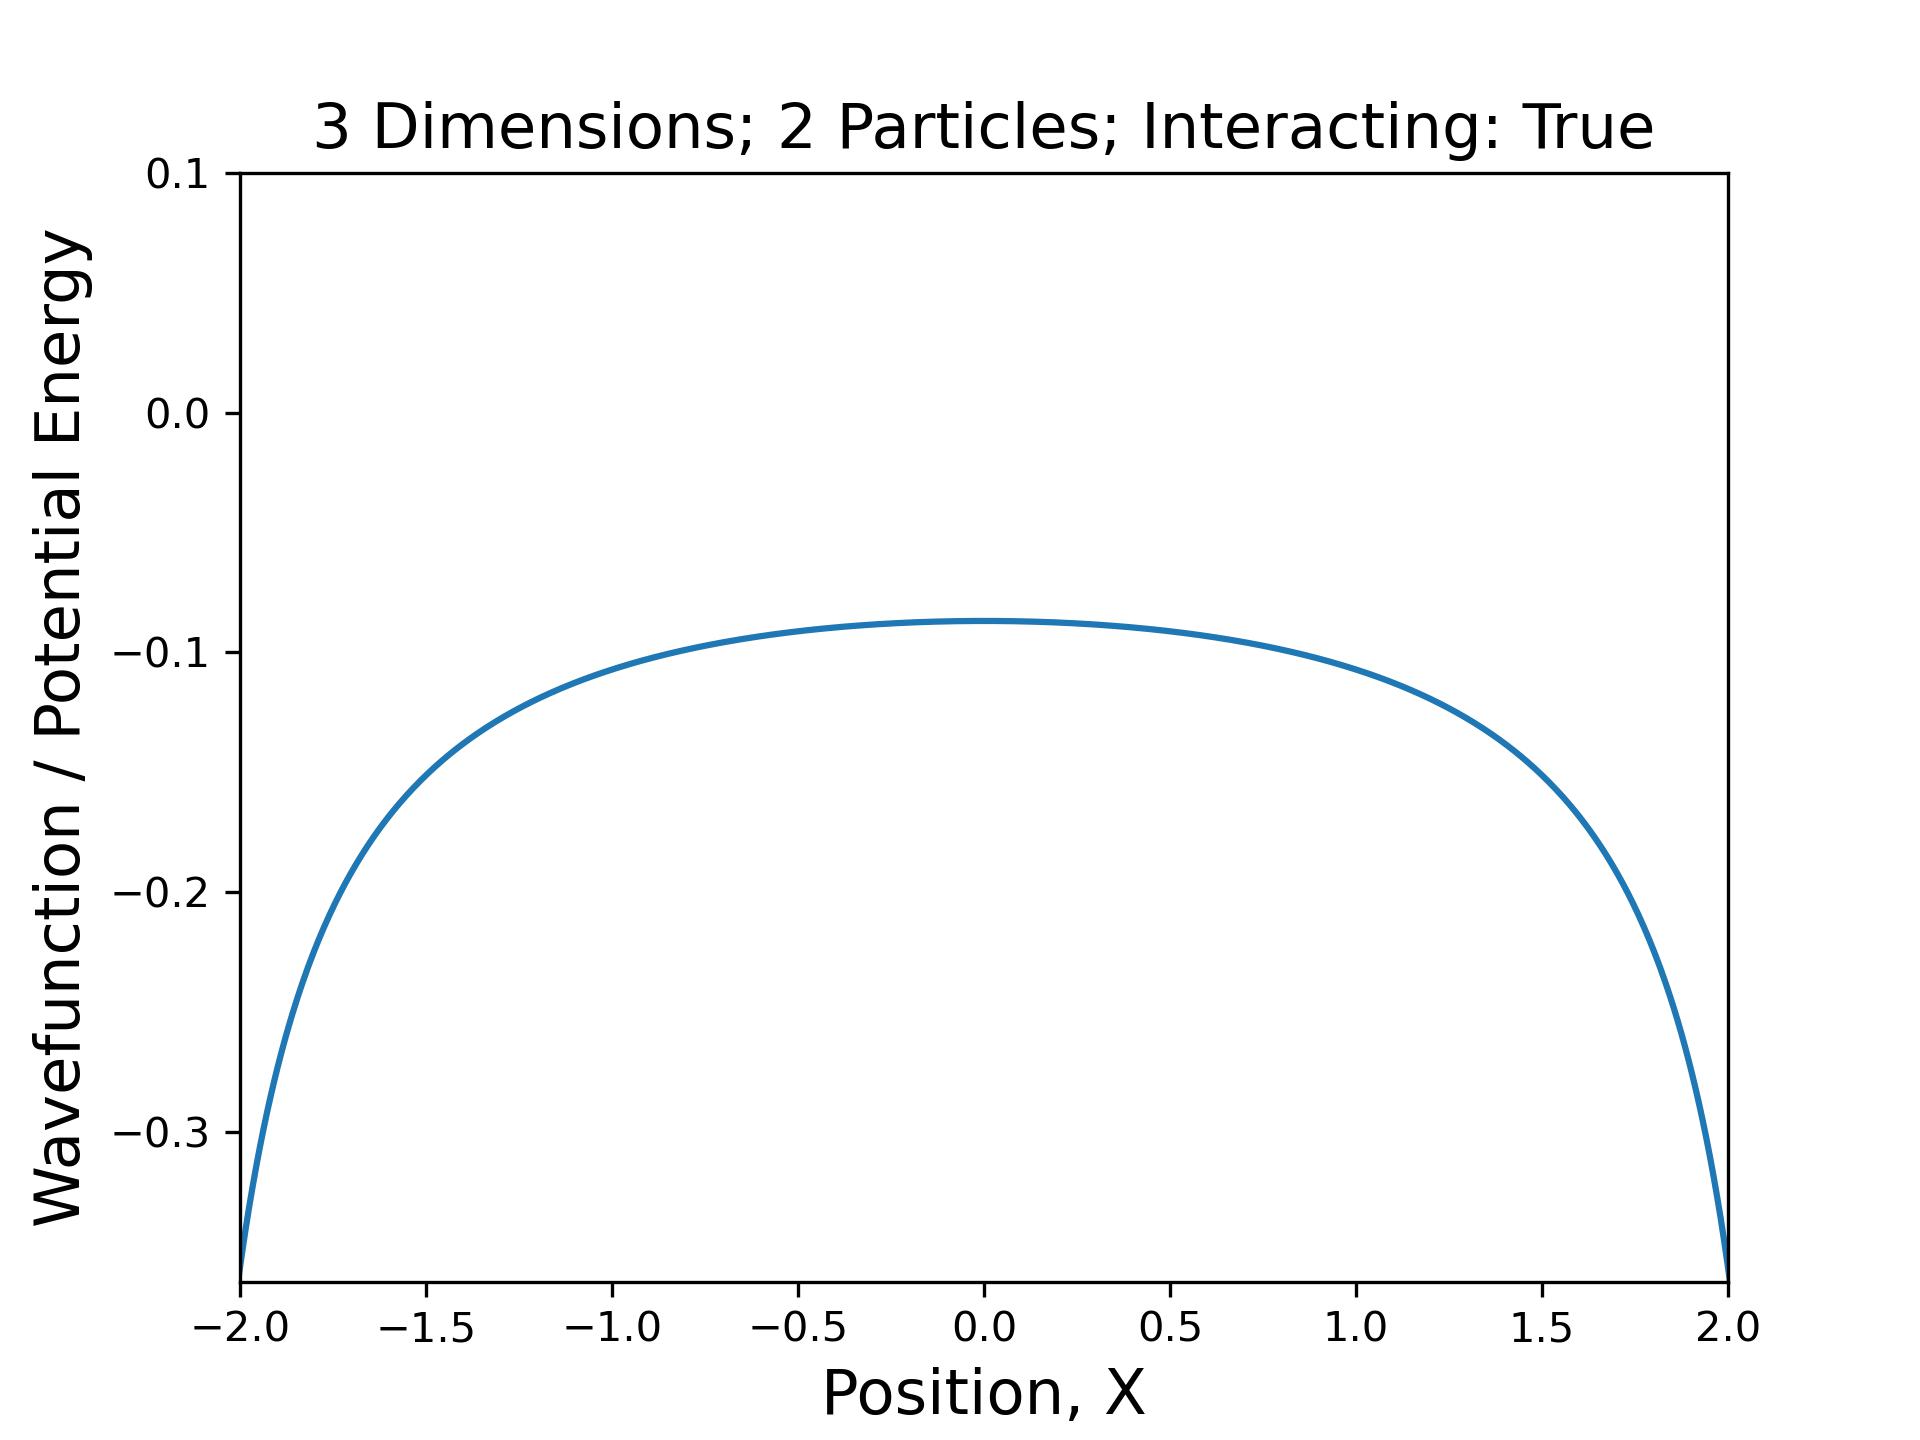 3 Dimensions; 2 Particles; Interacting: True
Wavefunction / Potential Energy
0.1
0.0
−0.1
−0.2
−0.3
−2.0 −1.5 −1.0 −0.5 0.0 0.5 1.0 1.5 2.0
Position, X